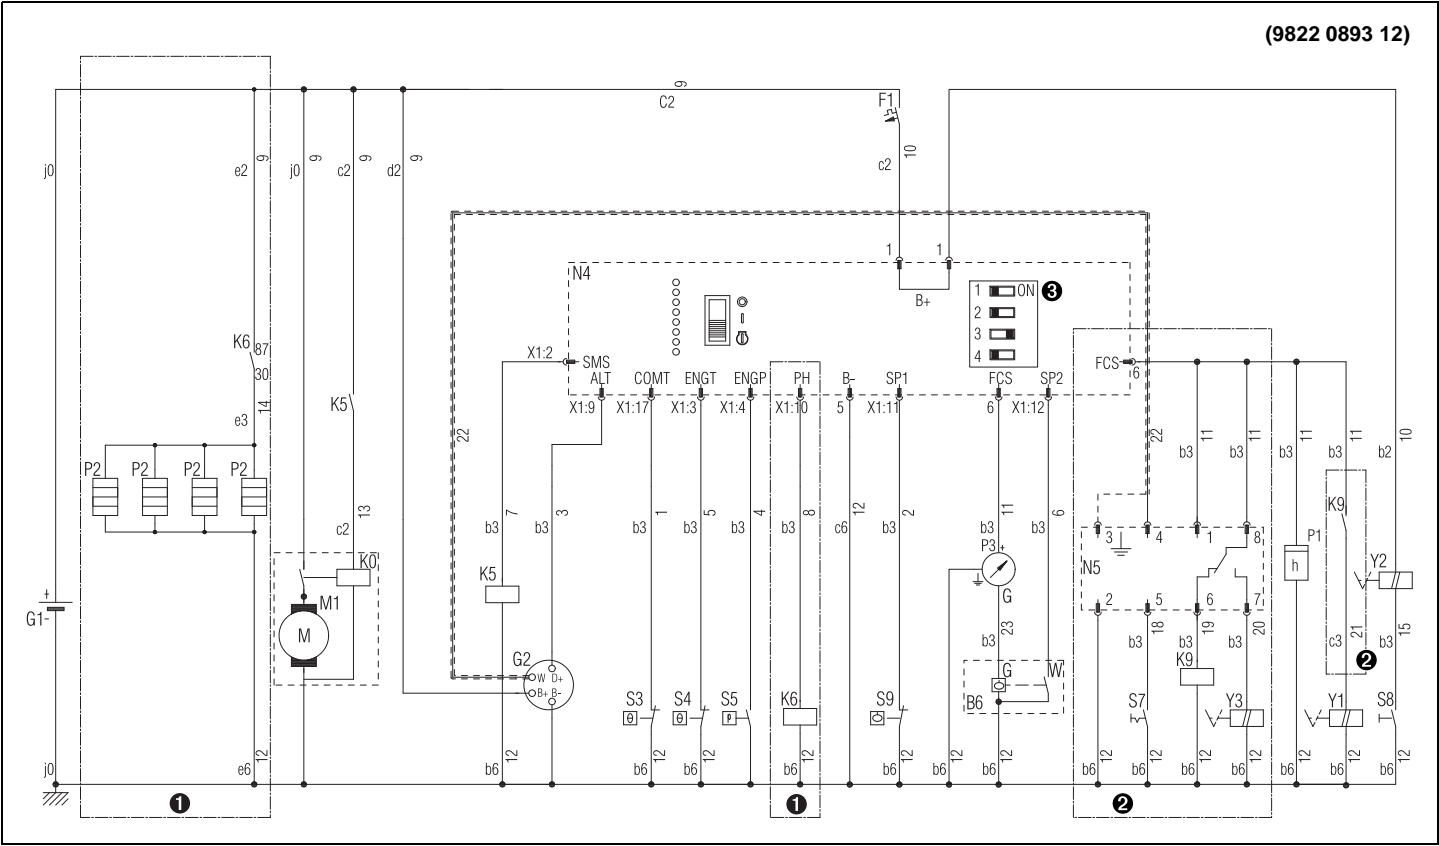 (9822 0893 12)
9
C2
F1
j0
e2 9
j0 9
c2 9
d2 9
c2 10
1 1
N4
B+
1 ON ❸
2
3
4
K6 87
30
X1:2 SMS
FCS 6
ALT COMT ENGT ENGP PH B- SP1 FCS SP2
X1:9 X1:17 X1:3 X1:4 X1:10 5 X1:11 6 X1:12
K5
e3 14
22
22
b3 11
b3 11
b3 11
b3 11
b2 10
P2 P2 P2 P2
c2 13
b3 7
b3 3
b3 1
b3 5
b3 4
b3 8
c6 12
b3 2
b3 11
b3 6
K9
3 4 1 8
P1
h
P3 +
G
K0
K5
N5
Y2
+
G1-
M1
M
2 5 6 7
b3 23
b3 18
19
b3
b3 20
c3 21
b3 15
❷
G2
W D+
B+ B-
G W
B6
K9
S3 S4 S5 K6 S9
θ θ p
S7 Y3 Y1 S8
j0
e6 12
b6 12
b6 12
b6 12
b6 12
b6 12
b6 12
b6 12
b6 12
b6 12
b6 12
b6 12
b6 12
b6 12
b6 12
❶ ❶ ❷